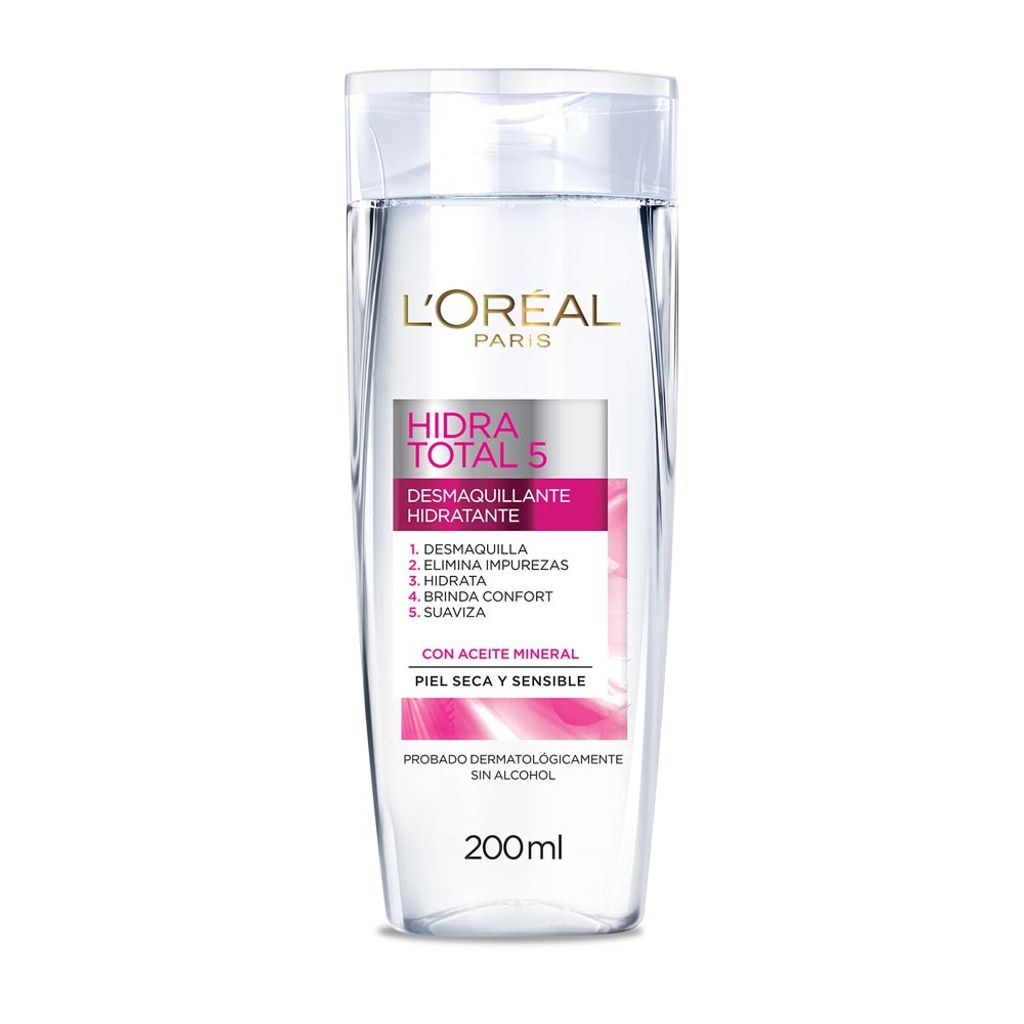 L'ORÉAL
PARiS
HIDRA
TOTAL 5
DESMAQUILLANTE
HIDRATANTE
1. DESMAQUILLA
2. ELIMINA IMPUREZAS
3. HIDRATA
4. BRINDA CONFORT
5. SUAVIZA
CON ACEITE MINERAL
PIEL SECA Y SENSIBLE
PROBADO DERMATOLÓGICAMENTE
SIN ALCOHOL
200ml